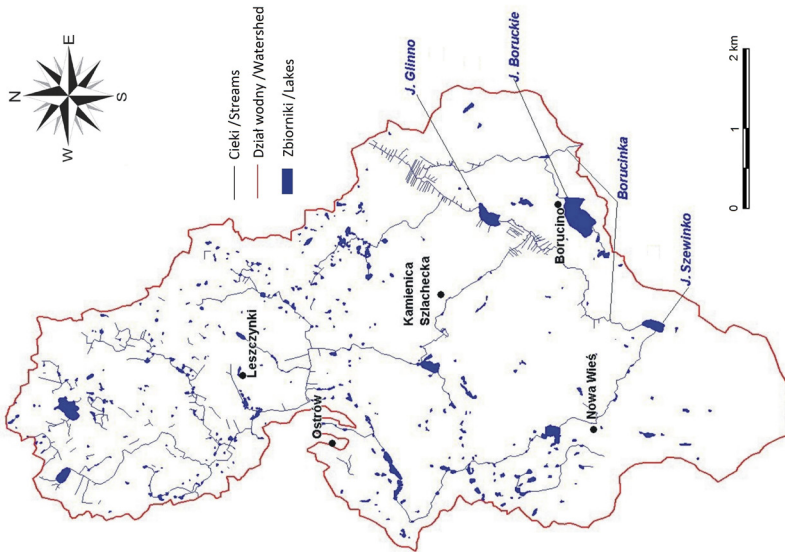 N
E
W
S
Cieki /Streams
Dział wodny /Watershed
Zbiorniki /Lakes
J. Glinno
J. Boruckie
2 km
1
0
Leszczynki
Ostrów
Kamienica
Szlachecka
Borucino
Borucinka
J. Szewinko
Nowa Wieś